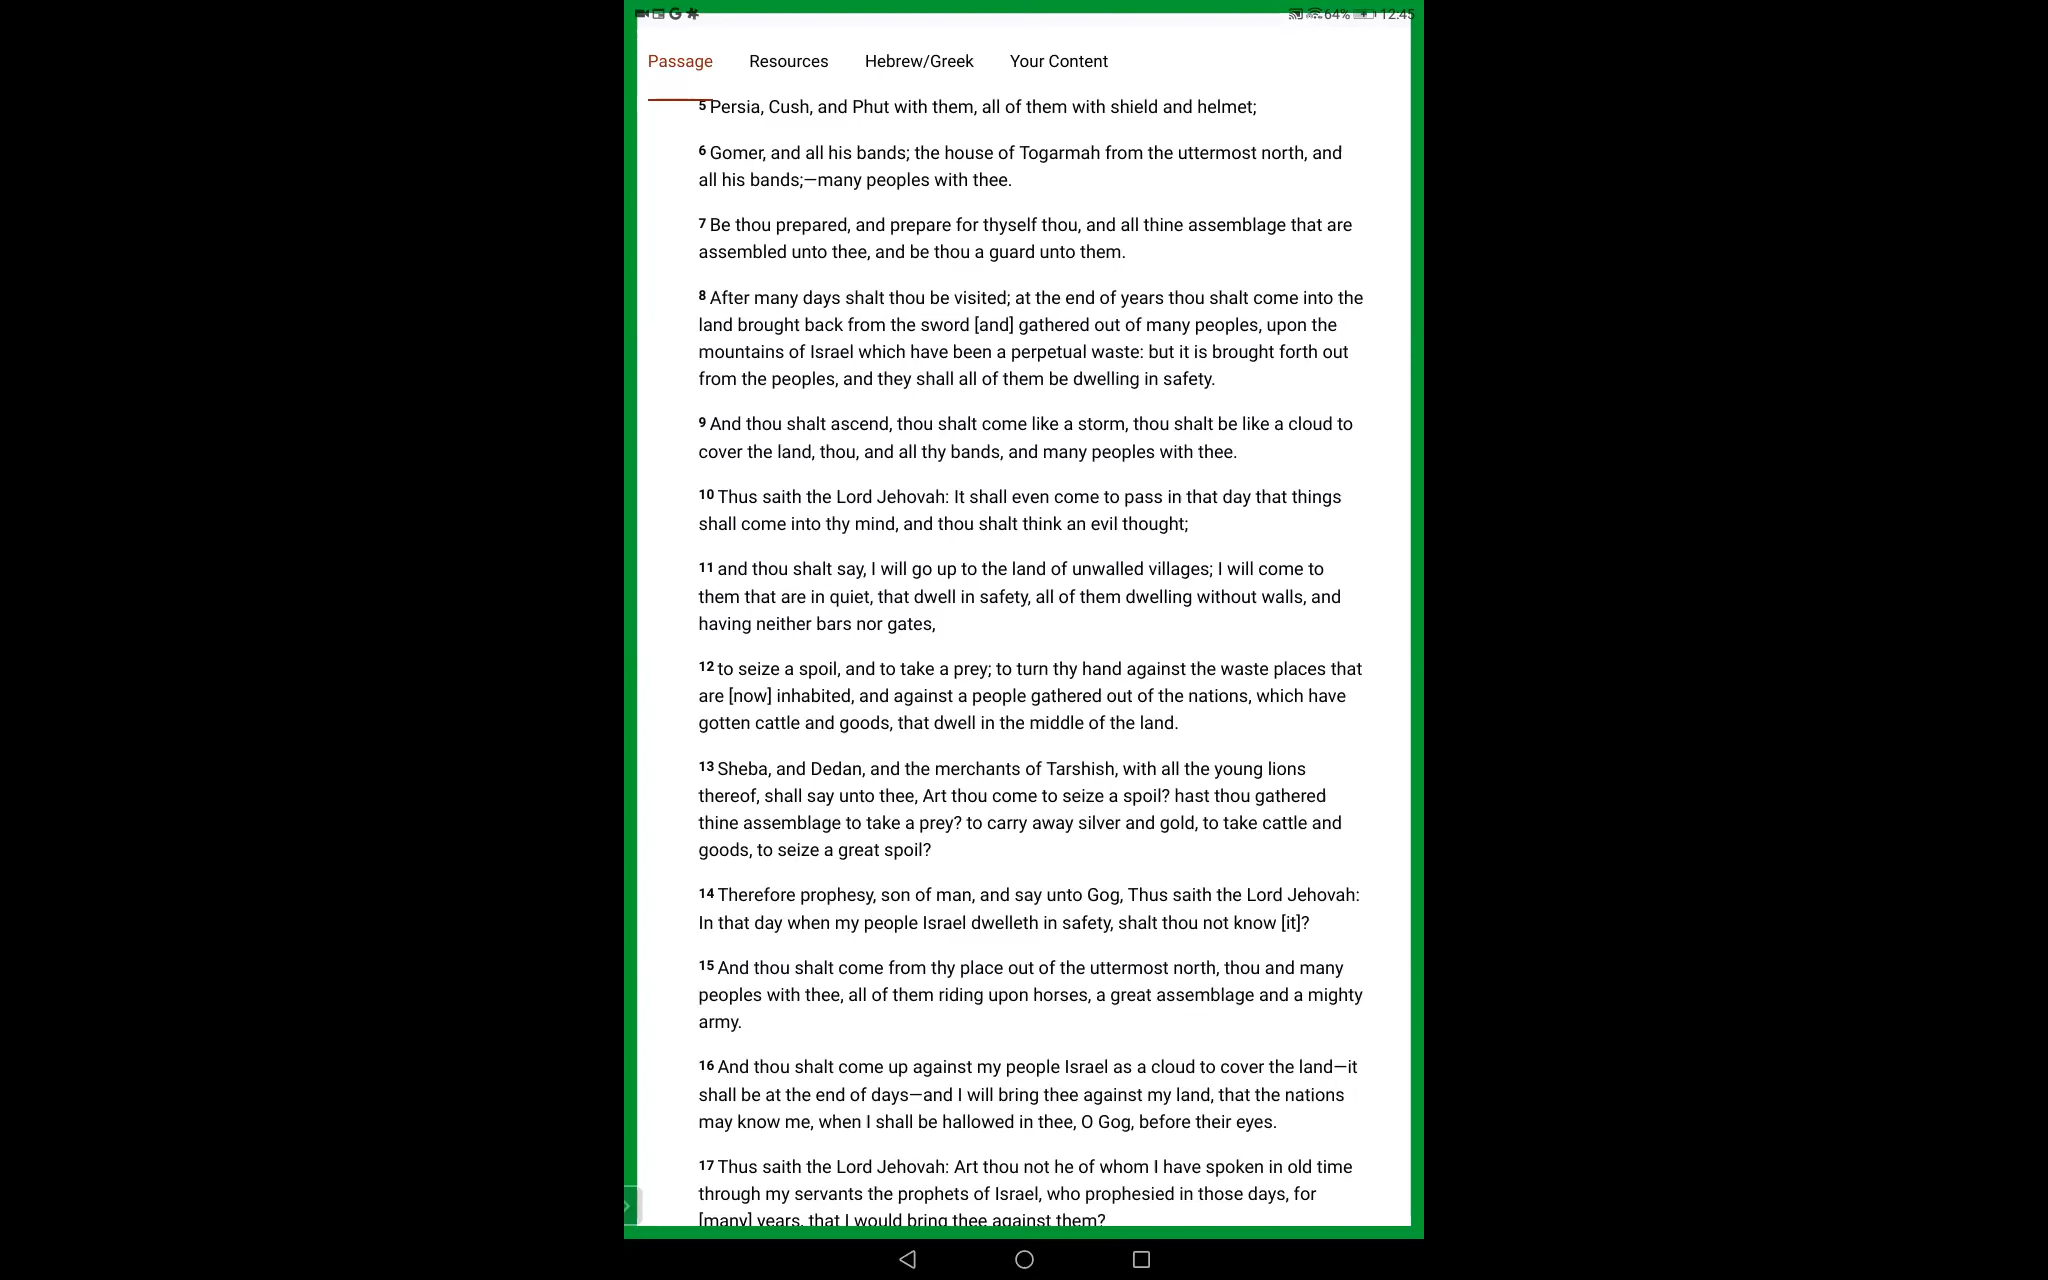 64% 12:45
Passage Resources Hebrew/Greek Your Content
5 Persia, Cush, and Phut with them, all of them with shield and helmet;
6 Gomer, and all his bands; the house of Togarmah from the uttermost north, and
all his bands;—many peoples with thee.
7 Be thou prepared, and prepare for thyself thou, and all thine assemblage that are
assembled unto thee, and be thou a guard unto them.
8 After many days shalt thou be visited; at the end of years thou shalt come into the
land brought back from the sword [and] gathered out of many peoples, upon the
mountains of Israel which have been a perpetual waste: but it is brought forth out
from the peoples, and they shall all of them be dwelling in safety.
9 And thou shalt ascend, thou shalt come like a storm, thou shalt be like a cloud to
cover the land, thou, and all thy bands, and many peoples with thee.
10 Thus saith the Lord Jehovah: It shall even come to pass in that day that things
shall come into thy mind, and thou shalt think an evil thought;
11 and thou shalt say, I will go up to the land of unwalled villages; I will come to
them that are in quiet, that dwell in safety, all of them dwelling without walls, and
having neither bars nor gates,
12 to seize a spoil, and to take a prey; to turn thy hand against the waste places that
are [now] inhabited, and against a people gathered out of the nations, which have
gotten cattle and goods, that dwell in the middle of the land.
13 Sheba, and Dedan, and the merchants of Tarshish, with all the young lions
thereof, shall say unto thee, Art thou come to seize a spoil? hast thou gathered
thine assemblage to take a prey? to carry away silver and gold, to take cattle and
goods, to seize a great spoil?
14 Therefore prophesy, son of man, and say unto Gog, Thus saith the Lord Jehovah:
In that day when my people Israel dwelleth in safety, shalt thou not know [it]?
15 And thou shalt come from thy place out of the uttermost north, thou and many
peoples with thee, all of them riding upon horses, a great assemblage and a mighty
army.
16 And thou shalt come up against my people Israel as a cloud to cover the land—it
shall be at the end of days—and I will bring thee against my land, that the nations
may know me, when I shall be hallowed in thee, O Gog, before their eyes.
17 Thus saith the Lord Jehovah: Art thou not he of whom I have spoken in old time
through my servants the prophets of Israel, who prophesied in those days, for
[many] years, that I would bring thee against them?